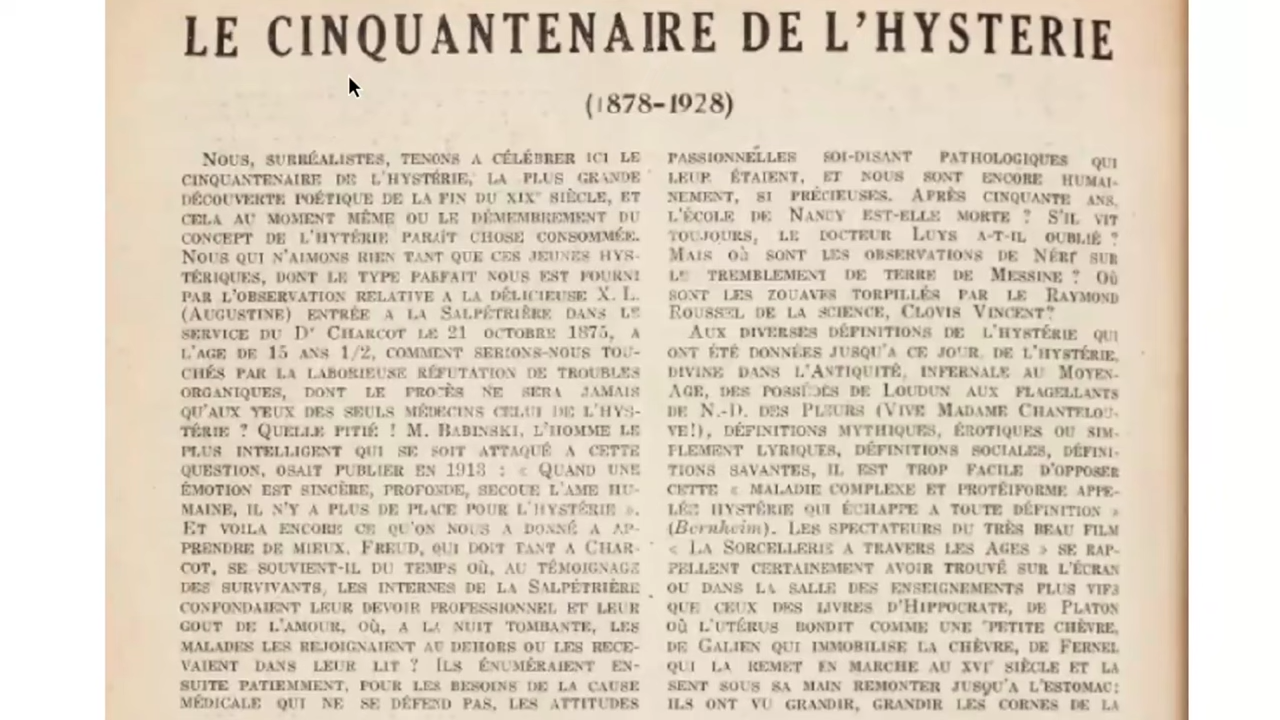 LE CINQUANTENAIRE DE L'HYSTERIE
(1878-1928)
NOUS, SURRÉALISTES, TENONS A CÉLÉBRER ICI LE
CINQUANTENAIRE DE L'HYSTÉRIE, LA PLUS GRANDE
DÉCOUVERTE POÉTIQUE DE LA FIN DU XIXᵉ SIÈCLE, ET
CELA AU MOMENT MÊME OU LE DÉMEMBREMENT DU
CONCEPT DE L'HYTÉRIE PARAÎT CHOSE CONSOMMÉE.
NOUS QUI N'AIMONS RIEN TANT QUE CES JEUNES HYS-
TÉRIQUES, DONT LE TYPE PARFAIT NOUS EST FOURNI
PAR L'OBSERVATION RELATIVE A LA DÉLICIEUSE X. L.
(AUGUSTINE) ENTRÉE A LA SALPÉTRIÈRE DANS LE
SERVICE DU Dʳ CHARCOT LE 21 OCTOBRE 1875, A
L'AGE DE 15 ANS 1/2, COMMENT SERIONS-NOUS TOU-
CHÉS PAR LA LABORIEUSE RÉFUTATION DE TROUBLES
ORGANIQUES, DONT LE PROCÈS NE SERA JAMAIS
QU'AUX YEUX DES SEULS MÉDECINS CELUI DE L'HYS-
TÉRIE ? QUELLE PITIÉ ! M. BABINSKI, L'HOMME LE
PLUS INTELLIGENT QUI SE SOIT ATTAQUÉ A CETTE
QUESTION, OSAIT PUBLIER EN 1913 : « QUAND UNE
ÉMOTION EST SINCÈRE, PROFONDE, SECOUE L'AME HU-
MAINE, IL N'Y A PLUS DE PLACE POUR L'HYSTÉRIE ».
ET VOILA ENCORE CE QU'ON NOUS A DONNÉ A AP-
PRENDRE DE MIEUX. FREUD, QUI DOIT TANT A CHAR-
COT, SE SOUVIENT-IL DU TEMPS OÙ, AU TÉMOIGNAGE
DES SURVIVANTS, LES INTERNES DE LA SALPÉTRIÈRE
CONFONDAIENT LEUR DEVOIR PROFESSIONNEL ET LEUR
GOUT DE L'AMOUR, OÙ, A LA NUIT TOMBANTE, LES
MALADES LES REJOIGNAIENT AU DEHORS OU LES RECE-
VAIENT DANS LEUR LIT ? ILS ÉNUMÉRAIENT EN-
SUITE PATIEMMENT, POUR LES BESOINS DE LA CAUSE
MÉDICALE QUI NE SE DÉFEND PAS, LES ATTITUDES
PASSIONNELLES SOI-DISANT PATHOLOGIQUES QUI
LEUR ÉTAIENT, ET NOUS SONT ENCORE HUMAI-
NEMENT, SI PRÉCIEUSES. APRÈS CINQUANTE ANS,
L'ÉCOLE DE NANCY EST-ELLE MORTE ? S'IL VIT
TOUJOURS, LE DOCTEUR LUYS A-T-IL OUBLIÉ ?
MAIS OÙ SONT LES OBSERVATIONS DE NÉRI SUR
LE TREMBLEMENT DE TERRE DE MESSINE ? OÙ
SONT LES ZOUAVES TORPILLÉS PAR LE RAYMOND
ROUSSEL DE LA SCIENCE, CLOVIS VINCENT?
AUX DIVERSES DÉFINITIONS DE L'HYSTÉRIE QUI
ONT ÉTÉ DONNÉES JUSQU'A CE JOUR, DE L'HYSTÉRIE,
DIVINE DANS L'ANTIQUITÉ, INFERNALE AU MOYEN-
AGE, DES POSSÉDÉS DE LOUDUN AUX FLAGELLANTS
DE N.-D. DES PLEURS (VIVE MADAME CHANTELOU-
VE!), DÉFINITIONS MYTHIQUES, ÉROTIQUES OU SIM-
PLEMENT LYRIQUES, DÉFINITIONS SOCIALES, DÉFINI-
TIONS SAVANTES, IL EST TROP FACILE D'OPPOSER
CETTE « MALADIE COMPLEXE ET PROTÉIFORME APPE-
LÉE HYSTÉRIE QUI ÉCHAPPE A TOUTE DÉFINITION »
(Bernheim). LES SPECTATEURS DU TRÈS BEAU FILM
« LA SORCELLERIE A TRAVERS LES AGES » SE RAP-
PELLENT CERTAINEMENT AVOIR TROUVÉ SUR L'ÉCRAN
OU DANS LA SALLE DES ENSEIGNEMENTS PLUS VIFS
QUE CEUX DES LIVRES D'HIPPOCRATE, DE PLATON
OÙ L'UTÉRUS BONDIT COMME UNE PETITE CHÈVRE,
DE GALIEN QUI IMMOBILISE LA CHÈVRE, DE FERNEL
QUI LA REMET EN MARCHE AU XVIᵉ SIÈCLE ET LA
SENT SOUS SA MAIN REMONTER JUSQU'A L'ESTOMAC;
ILS ONT VU GRANDIR, GRANDIR LES CORNES DE LA